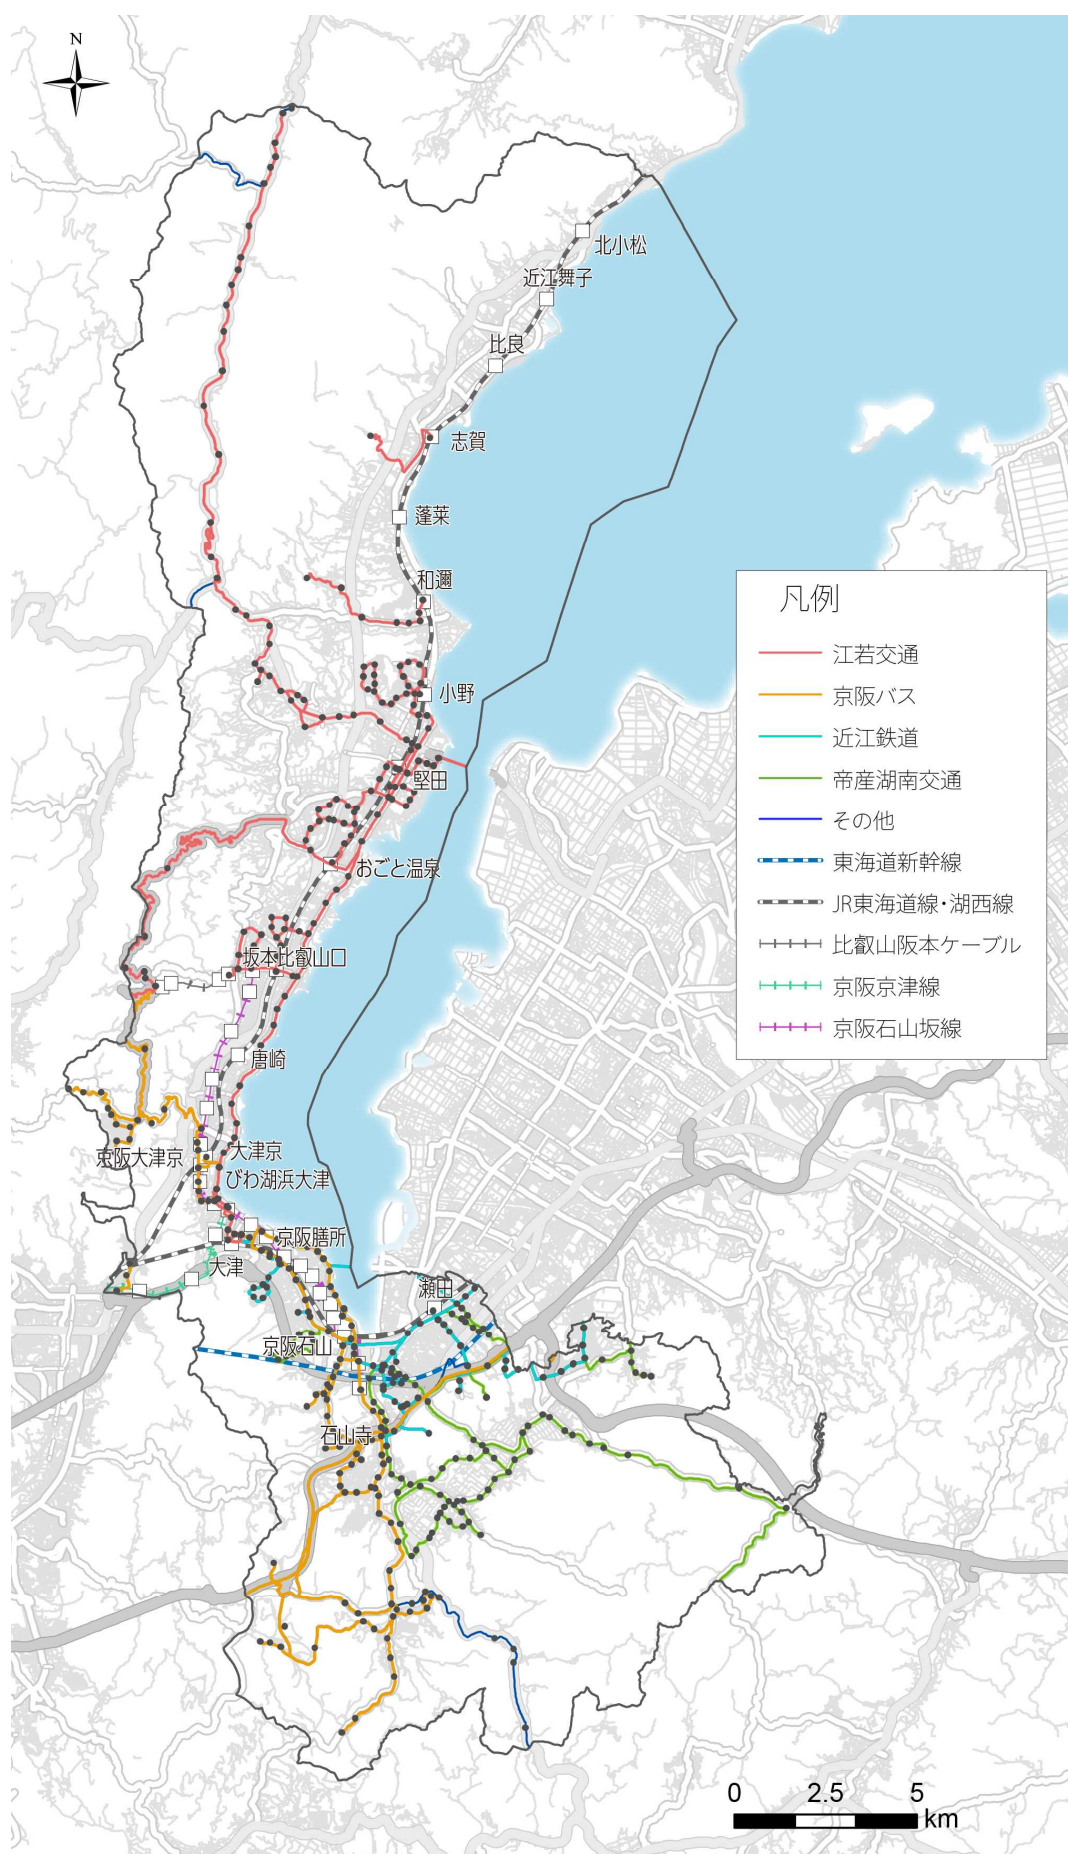 N
北小松
近江舞子
比良
志賀
蓬莱
和邇
小野
堅田
おごと温泉
坂本比叡山口
唐崎
京阪大津京
大津京
びわ湖浜大津
京阪膳所
大津
瀬田
京阪石山
石山寺
凡例
江若交通
京阪バス
近江鉄道
帝産湖南交通
その他
東海道新幹線
JR東海道線・湖西線
比叡山阪本ケーブル
京阪京津線
京阪石山坂線
0 2.5 5
km